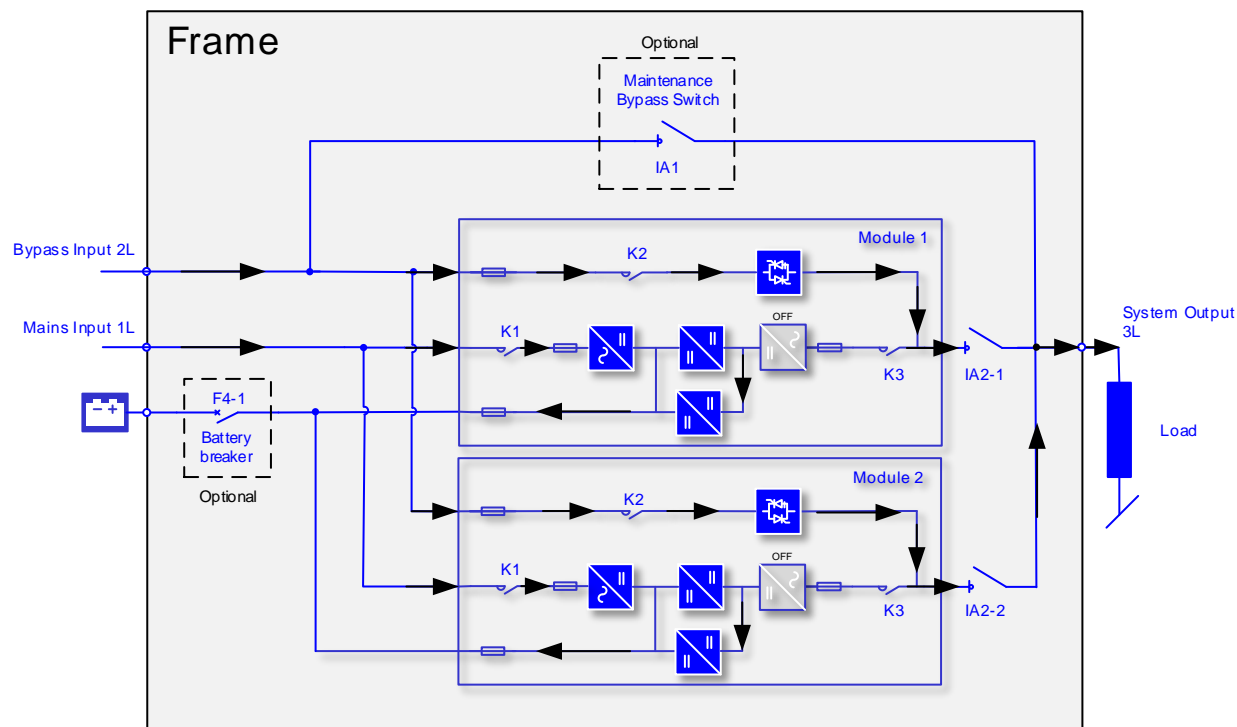 Frame
Optional
Maintenance
Bypass Switch
IA1
Bypass Input 2L
Module 1
K2
Mains Input 1L
K1
OFF
K3
IA2-1
System Output
3L
F4-1
Battery
breaker
Optional
Load
Module 2
K2
K1
OFF
K3
IA2-2